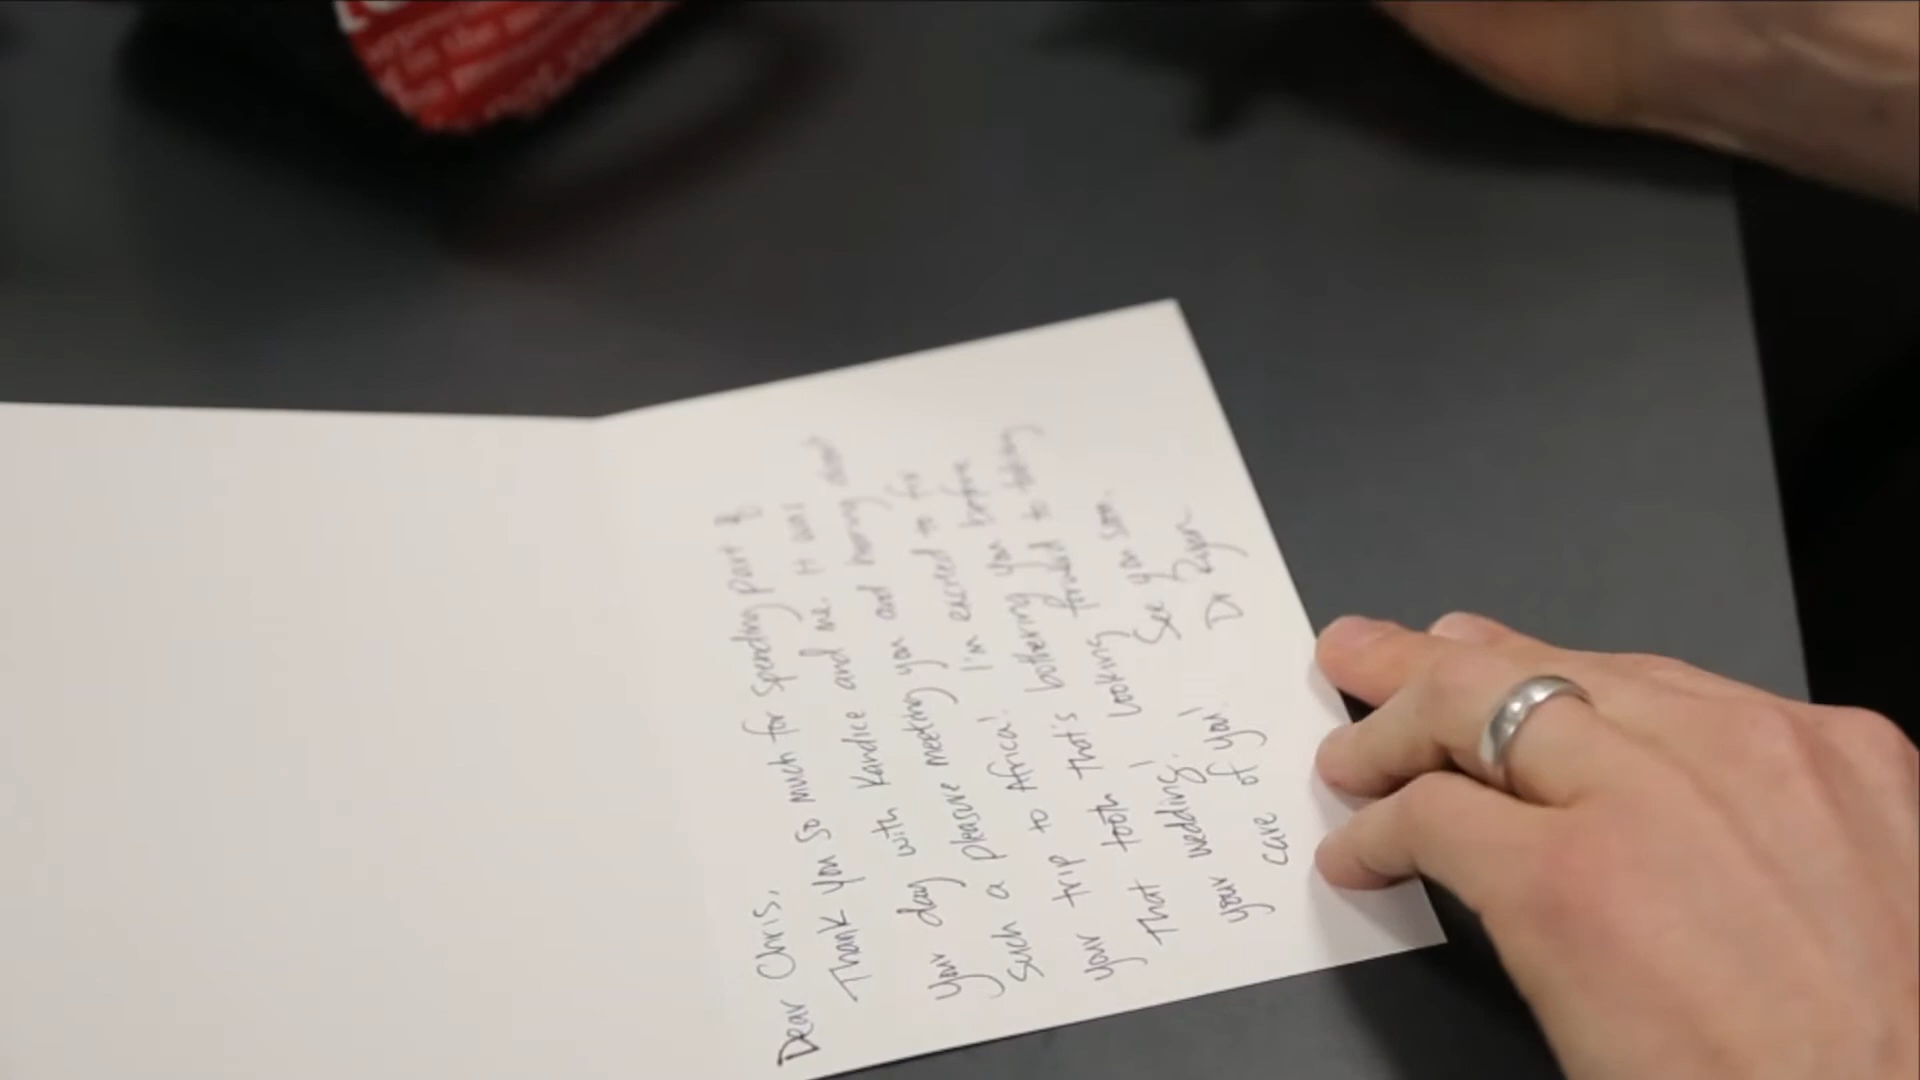 Dear Chris,
Thank you so much for spending part of
your day with Kandice and me. It was
such a pleasure meeting you and hearing about
your trip to Africa! I'm excited to fix
That tooth that's bothering you before
your wedding! Looking forward to taking
care of you! See you soon.
Dr Ryan